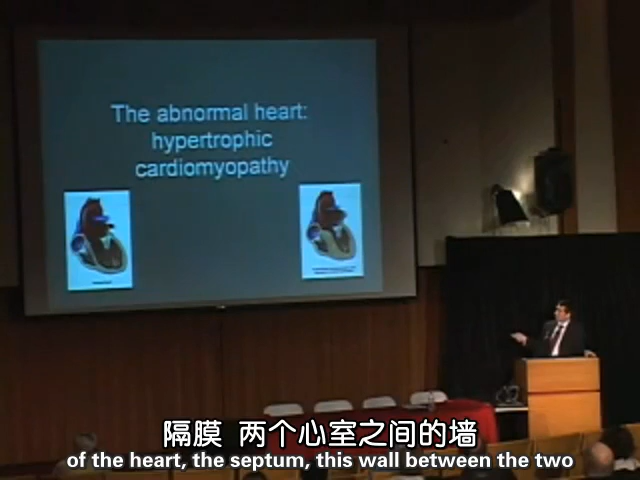 The abnormal heart:
hypertrophic
cardiomyopathy
隔膜 两个心室之间的墙
of the heart, the septum, this wall between the two